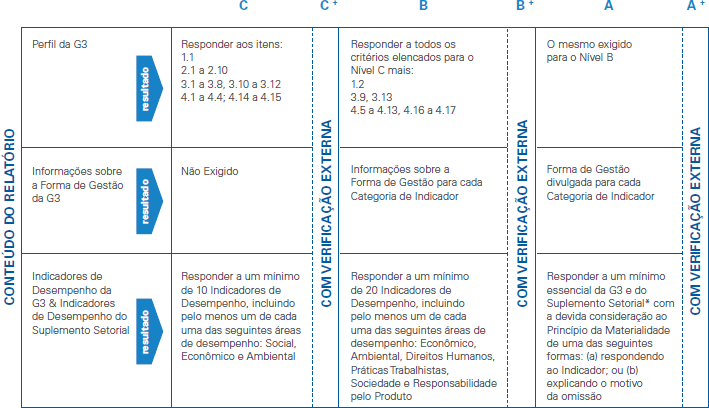 C
C +
B
B +
A
A +
CONTEÚDO DO RELATÓRIO
Perfil da G3
resultado
Responder aos itens:
1.1
2.1 a 2.10
3.1 a 3.8, 3.10 a 3.12
4.1 a 4.4; 4.14 a 4.15
COM VERIFICAÇÃO EXTERNA
Responder a todos os
critérios elencados para o
Nível C mais:
1.2
3.9, 3.13
4.5 a 4.13, 4.16 a 4.17
COM VERIFICAÇÃO EXTERNA
O mesmo exigido
para o Nível B
COM VERIFICAÇÃO EXTERNA
Informações sobre
a Forma de Gestão
da G3
resultado
Não Exigido
Informações sobre a
Forma de Gestão para cada
Categoria de Indicador
Forma de Gestão
divulgada para cada
Categoria de Indicador
Indicadores de
Desempenho da
G3 & Indicadores
de Desempenho do
Suplemento Setorial
resultado
Responder a um mínimo
de 10 Indicadores de
Desempenho, incluindo
pelo menos um de cada
uma das seguintes áreas
de desempenho: Social,
Econômico e Ambiental
Responder a um mínimo
de 20 Indicadores de
Desempenho, incluindo
pelo menos um de cada
uma das seguintes áreas de
desempenho: Econômico,
Ambiental, Direitos Humanos,
Práticas Trabalhistas,
Sociedade e Responsabilidade
pelo Produto
Responder a um mínimo
essencial da G3 e do
Suplemento Setorial* com
a devida consideração ao
Princípio da Materialidade
de uma das seguintes
formas: (a) respondendo
ao Indicador; ou (b)
explicando o motivo
da omissão